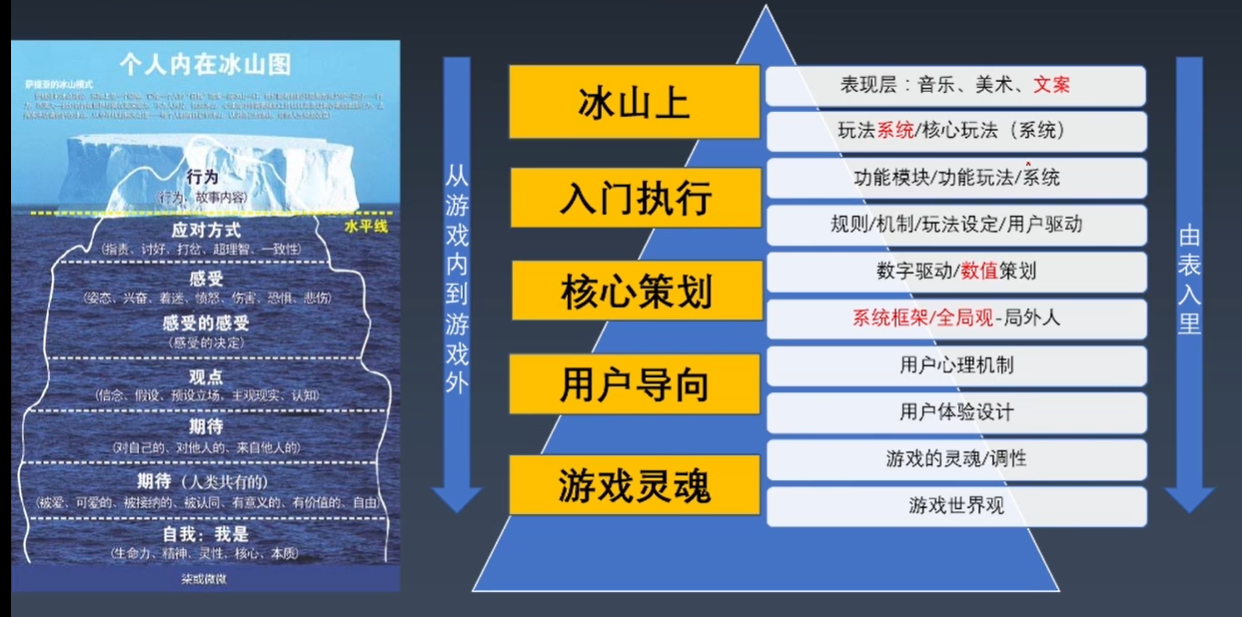 个人内在冰山图
萨提亚的冰山模式
行为
(行为、故事内容)
水平线
应对方式
(指责、讨好、打岔、超理智、一致性)
感受
(姿态、兴奋、着迷、愤怒、伤害、恐惧、悲伤)
感受的感受
(感受的决定)
观点
(信念、假设、预设立场、主观现实、认知)
期待
(对自己的、对他人的、来自他人的)
期待（人类共有的）
(被爱、可爱的、被接纳的、被认同、有意义的、有价值的、自由)
自我：我是
(生命力、精神、灵性、核心、本质)
柒或微微
从游戏内到游戏外
冰山上
入门执行
核心策划
用户导向
游戏灵魂
表现层：音乐、美术、文案
玩法系统/核心玩法（系统）
功能模块/功能玩法/系统
规则/机制/玩法设定/用户驱动
数字驱动/数值策划
系统框架/全局观-局外人
用户心理机制
用户体验设计
游戏的灵魂/调性
游戏世界观
由表入里